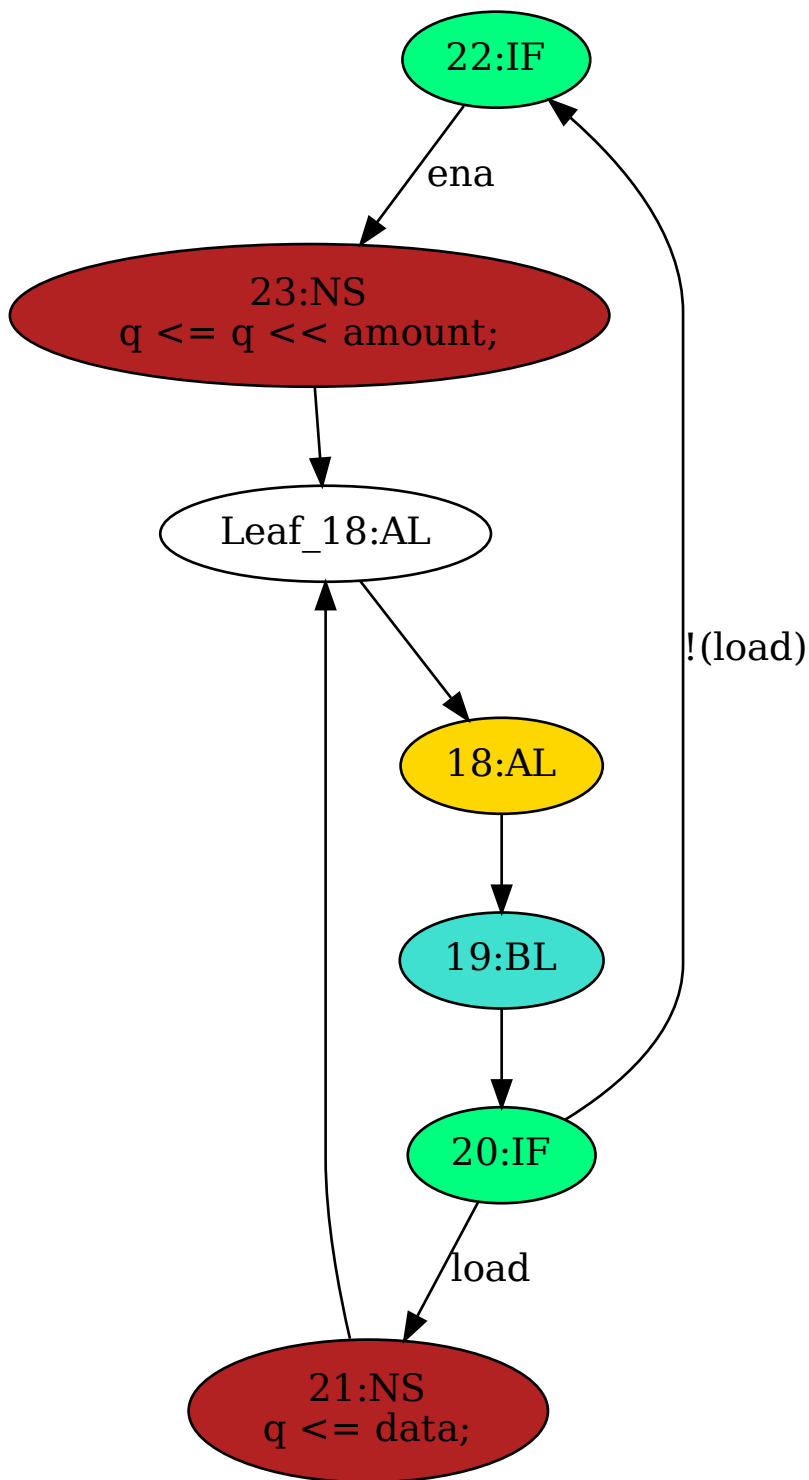 22:IF
ena
23:NS
q <= q << amount;
Leaf_18:AL
!(load)
18:AL
19:BL
20:IF
load
21:NS
q <= data;